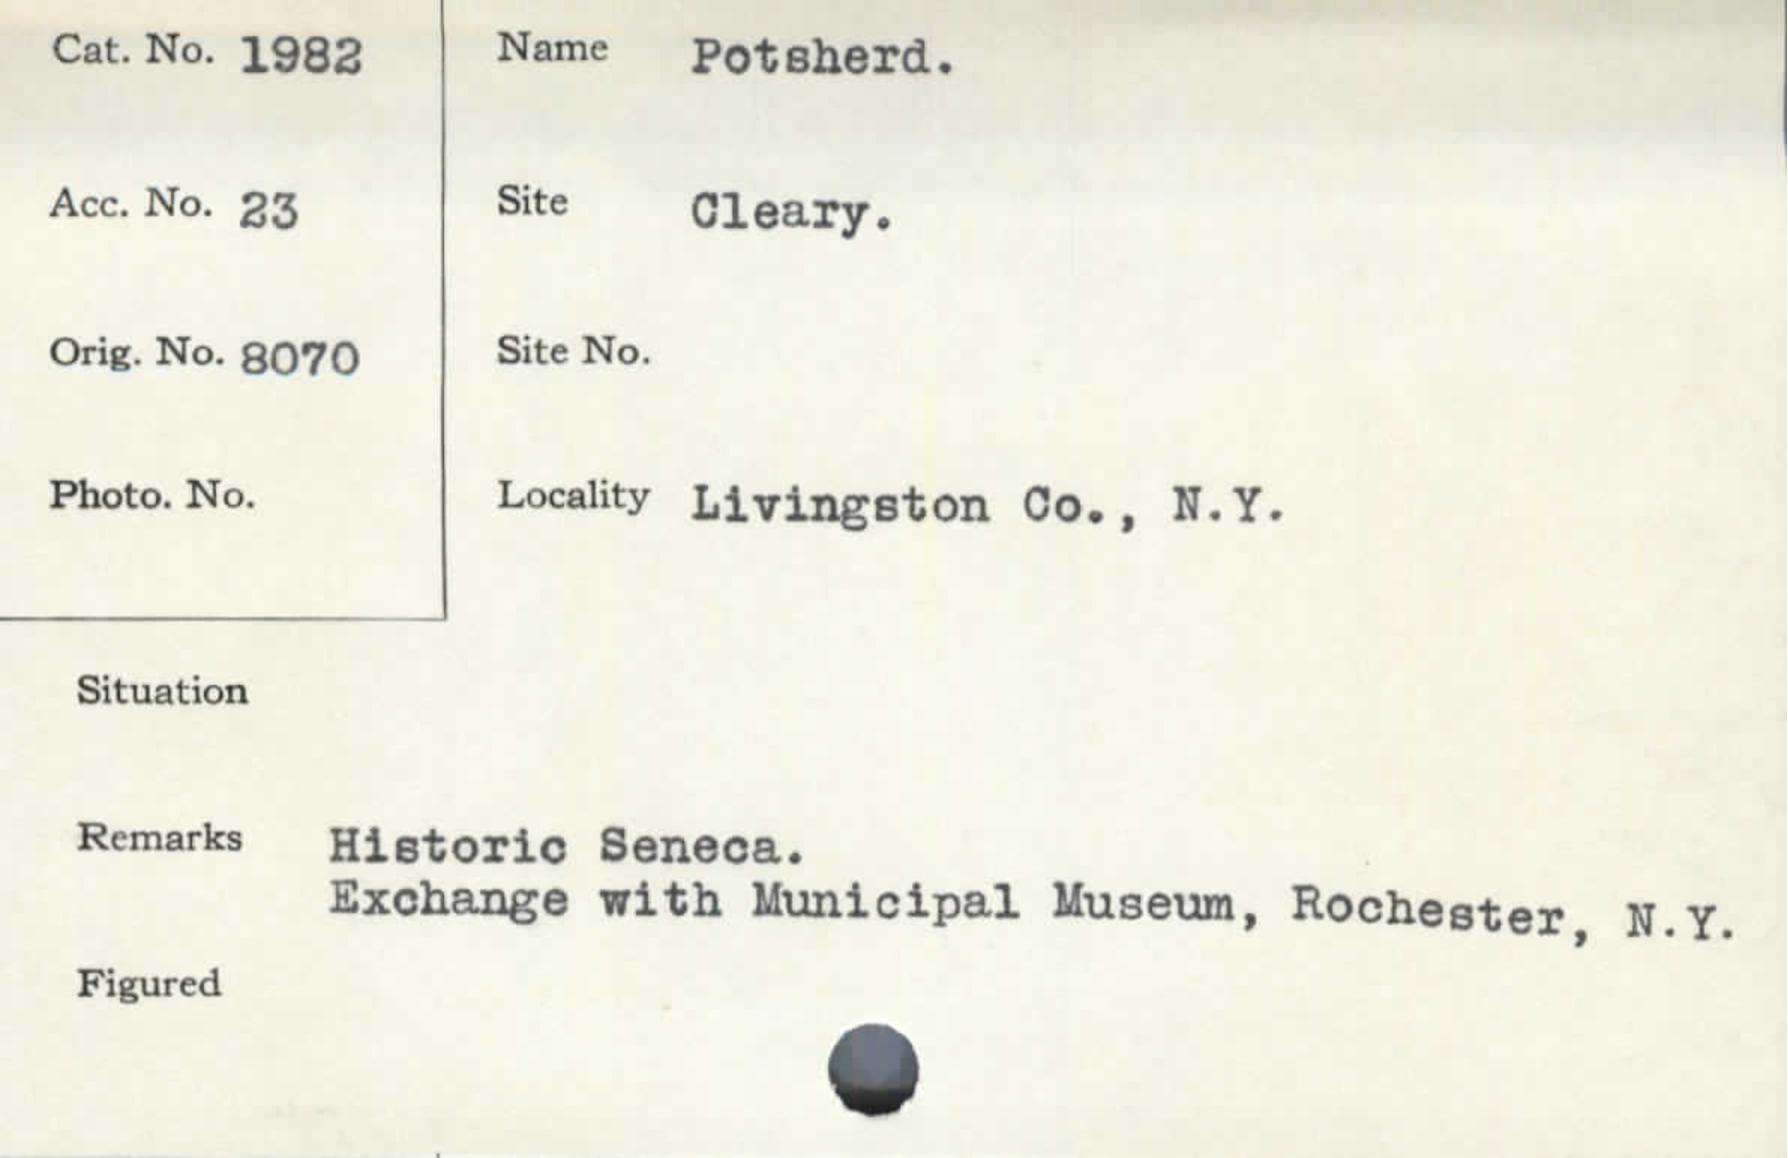 Cat. No. 1982
Name Potsherd.
Acc. No. 23
Site Cleary.
Orig. No. 8070
Site No.
Photo. No.
Locality Livingston Co., N.Y.
Situation
Remarks Historic Seneca.
Exchange with Municipal Museum, Rochester, N.Y.
Figured